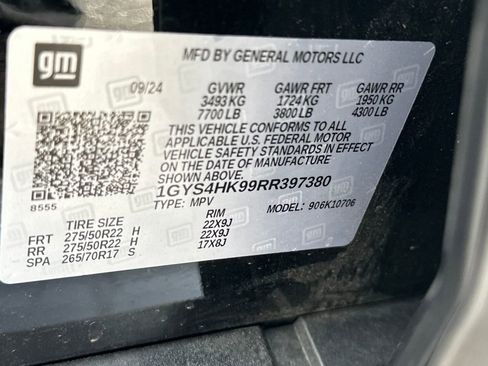 gm
MFD BY GENERAL MOTORS LLC
09/24 GVWR GAWR FRT GAWR RR
3493 KG 1724 KG 1950 KG
7700 LB 3800 LB 4300 LB
THIS VEHICLE CONFORMS TO ALL
APPLICABLE U.S. FEDERAL MOTOR
VEHICLE SAFETY STANDARDS IN EFFECT
ON THE DATE OF MANUFACTURE SHOWN
ABOVE.
1GYS4HK99RR397380
8555 TYPE: MPV MODEL: 906K10706
TIRE SIZE RIM
FRT 275/50R22 H 22X9J
RR 275/50R22 H 22X9J
SPA 265/70R17 S 17X8J